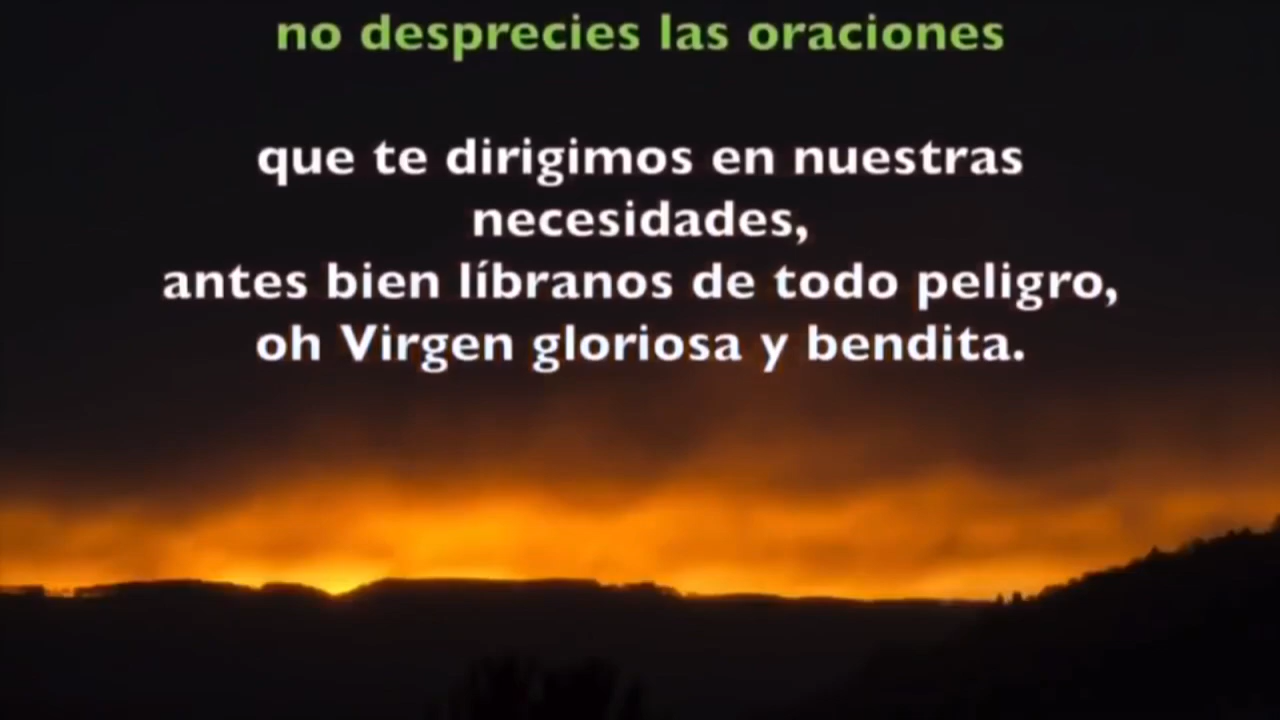 no desprecies las oraciones
que te dirigimos en nuestras
necesidades,
antes bien líbranos de todo peligro,
oh Virgen gloriosa y bendita.